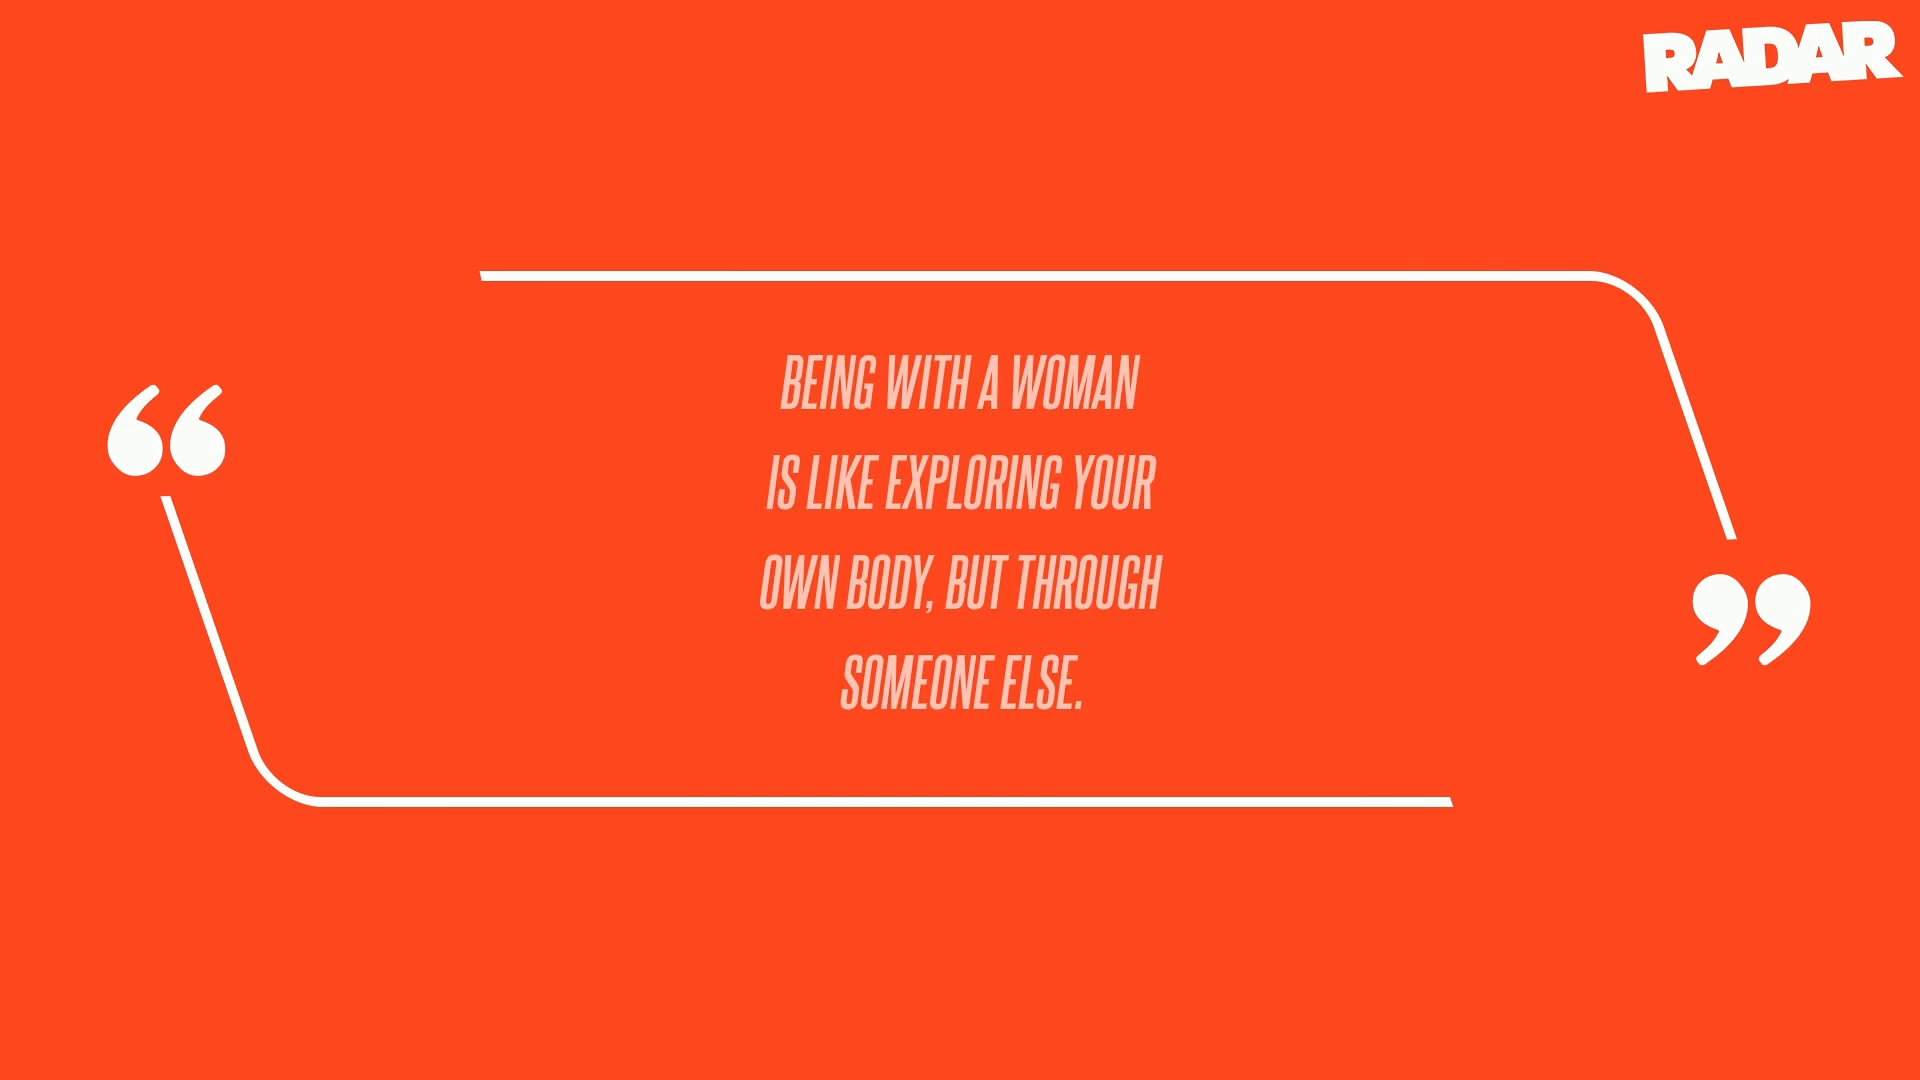 RADAR
BEING WITH A WOMAN
IS LIKE EXPLORING YOUR
OWN BODY, BUT THROUGH
SOMEONE ELSE.